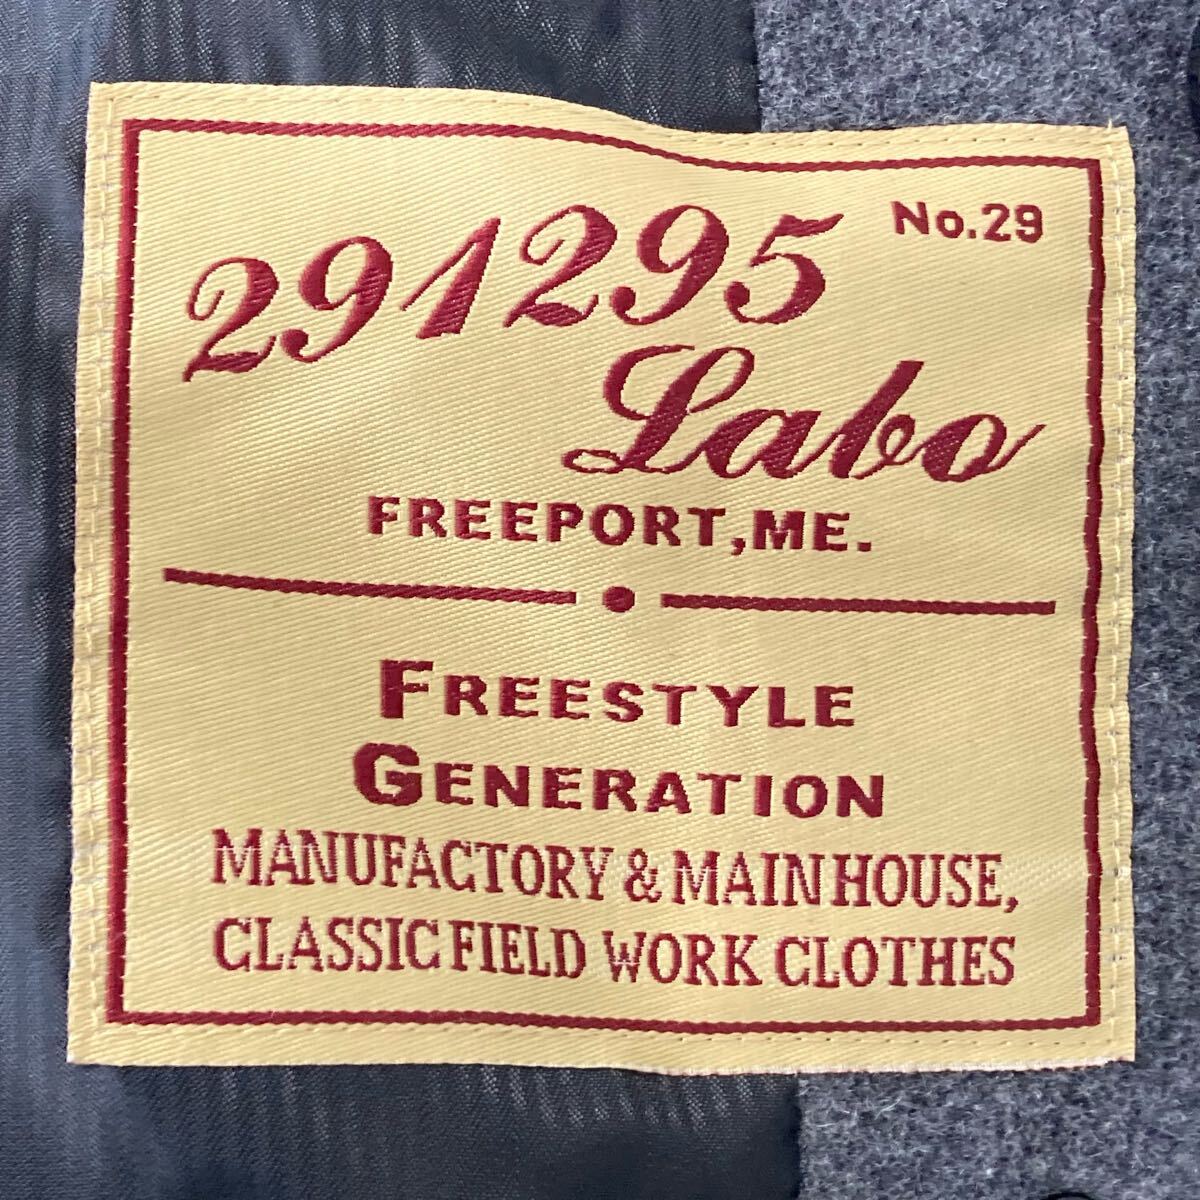 291295 No.29
Labo
FREEPORT,ME.
FREESTYLE
GENERATION
MANUFACTORY & MAIN HOUSE,
CLASSIC FIELD WORK CLOTHES